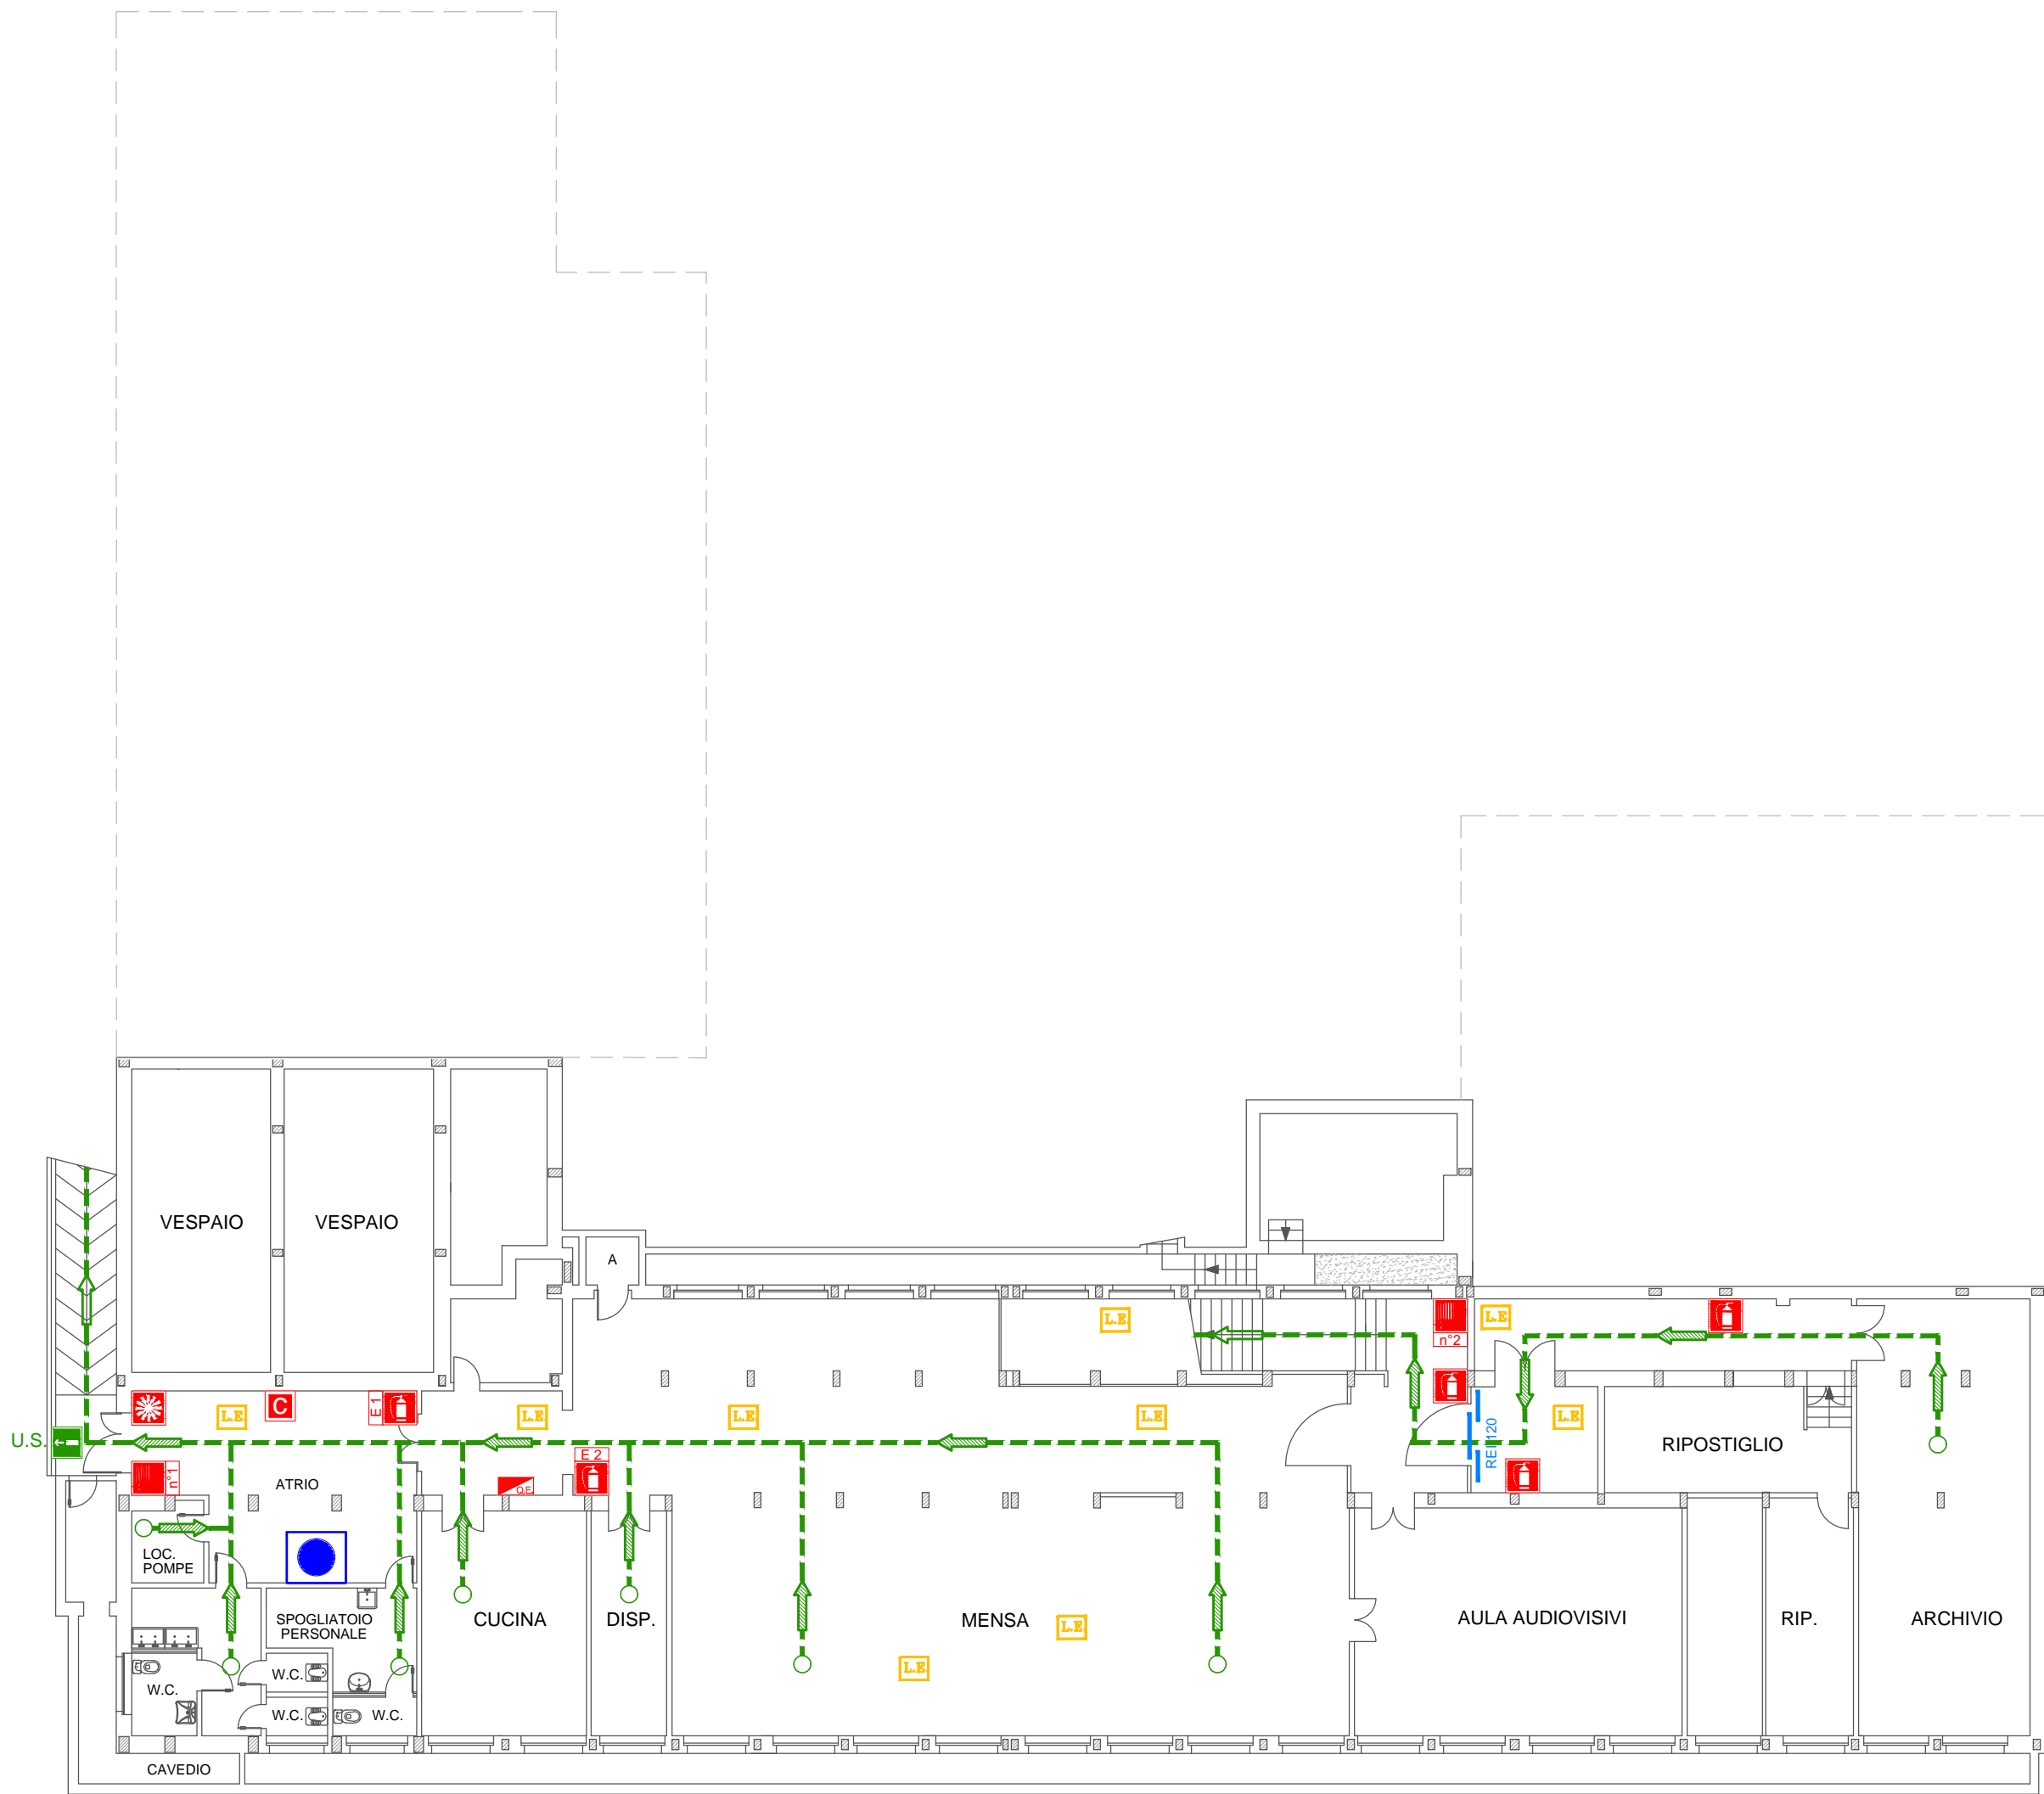 VESPAIO
VESPAIO
A
L.E.
L.E.
n°2
C
E 1
L.E.
L.E.
L.E.
L.E.
L.E.
REI 120
U.S.
E 2
RIPOSTIGLIO
n°1
ATRIO
Q.E.
LOC.
POMPE
SPOGLIATOIO
PERSONALE
CUCINA
DISP.
MENSA
L.E.
AULA AUDIOVISIVI
RIP.
ARCHIVIO
L.E.
W.C.
W.C.
W.C.
W.C.
CAVEDIO